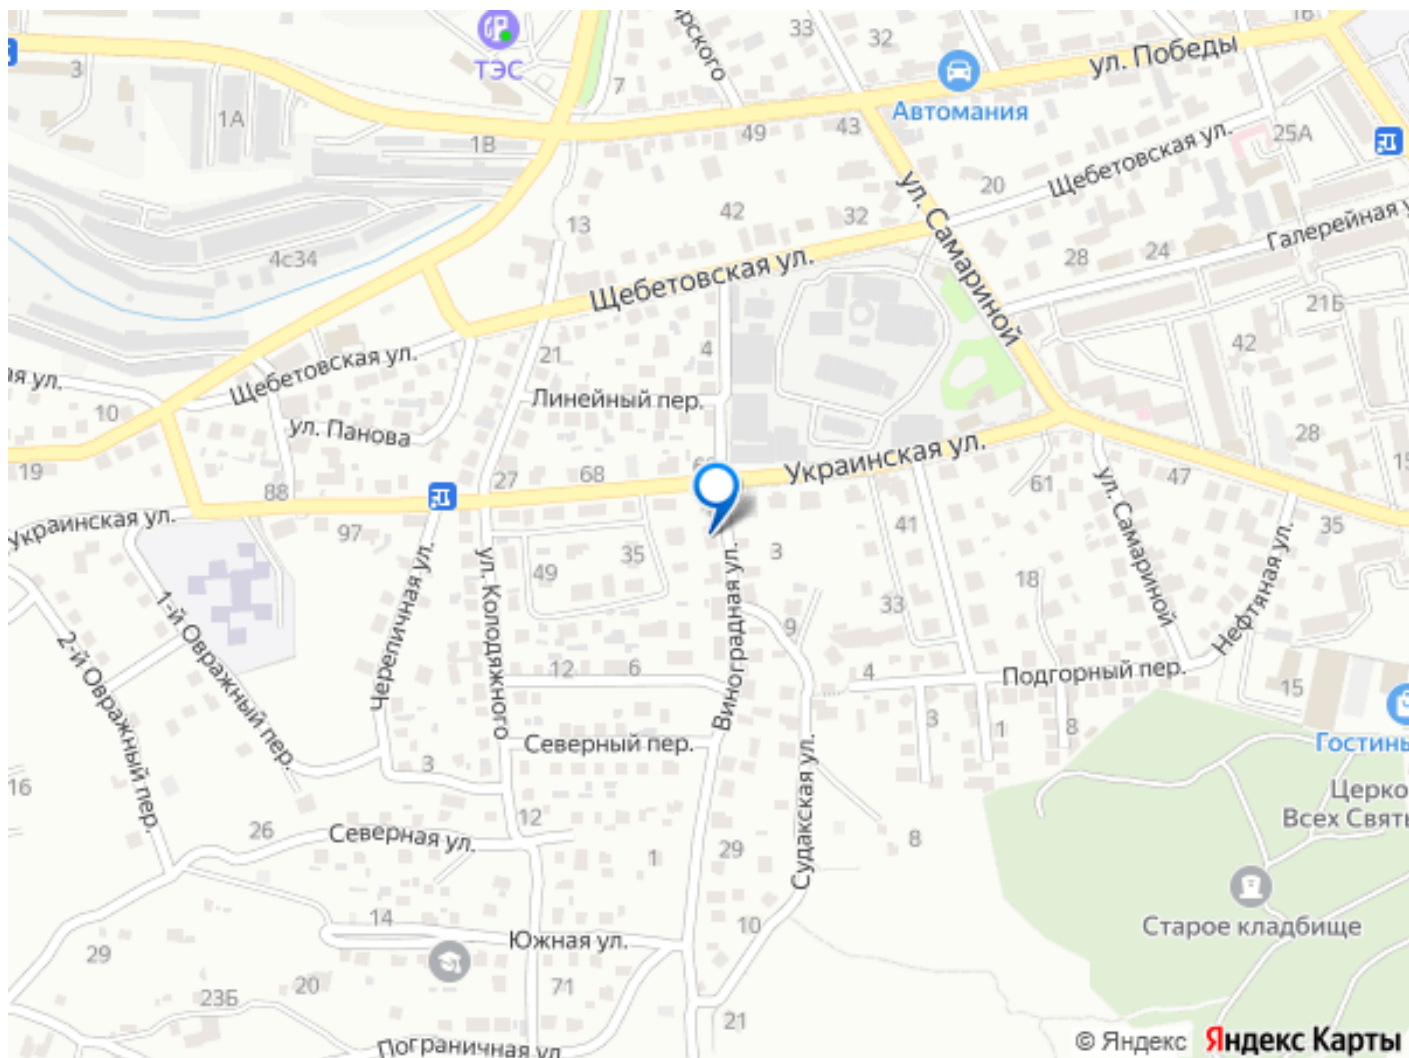 33
16
32
ул. Победы
ТЭС
3
7
Автомания
1А
49
43
25А
1В
Щебетовская ул.
20
ул. Самариной
42
32
13
Галерейная
4с34
28
24
Щебетовская ул.
21Б
4
42
21
Щебетовская ул.
ул.
Линейный пер.
10
ул. Панова
28
Украинская ул.
19
68
27
47
61
88
ул. Самариной
Украинская ул.
97
41
35
35
3
49
18
Нефтяная ул.
1-й Овражный пер.
Черепичная ул.
ул. Колодяжного
Виноградная ул.
33
9
2-й Овражный пер.
12
6
4
Подгорный пер.
15
3
1
8
Северный пер.
Гостинь
3
16
Судакская ул.
Церко
Всех Свять
12
26
Северная ул.
8
29
1
10
14
Старое кладбище
Южная ул.
29
20
71
23Б
21
Пограничная ул
© Яндекс Яндекс Карты